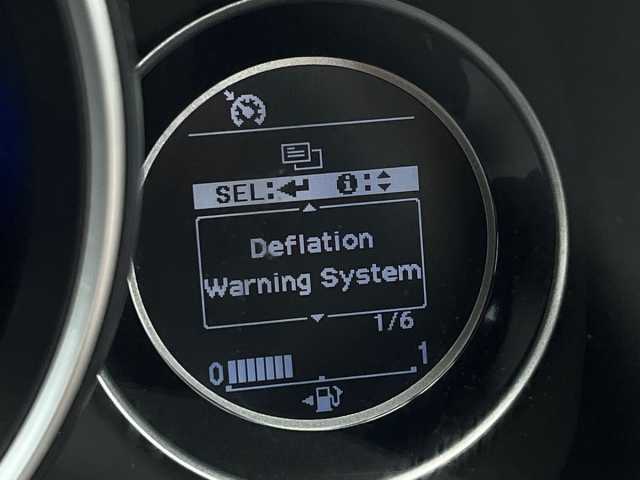 SEL: i:
Deflation
Warning System
1/6
0 1